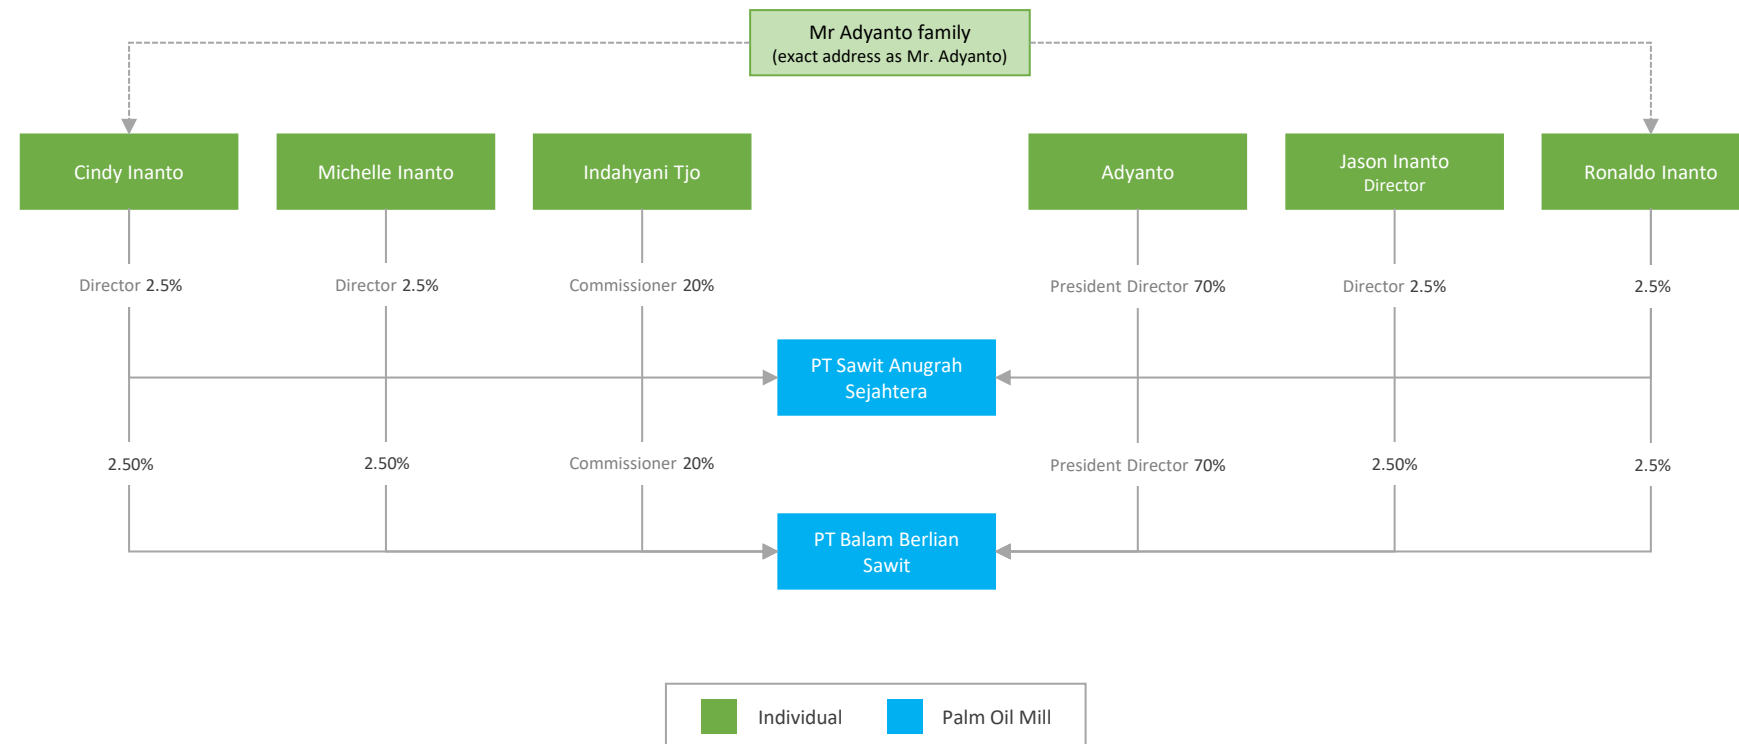 Mr Adyanto family
(exact address as Mr. Adyanto)
Cindy Inanto
Michelle Inanto
Indahyani Tjo
Adyanto
Jason Inanto
Director
Ronaldo Inanto
Director 2.5%
Director 2.5%
Commissioner 20%
President Director 70%
Director 2.5%
2.5%
PT Sawit Anugrah
Sejahtera
2.50%
2.50%
Commissioner 20%
President Director 70%
2.50%
2.5%
PT Balam Berlian
Sawit
Individual
Palm Oil Mill